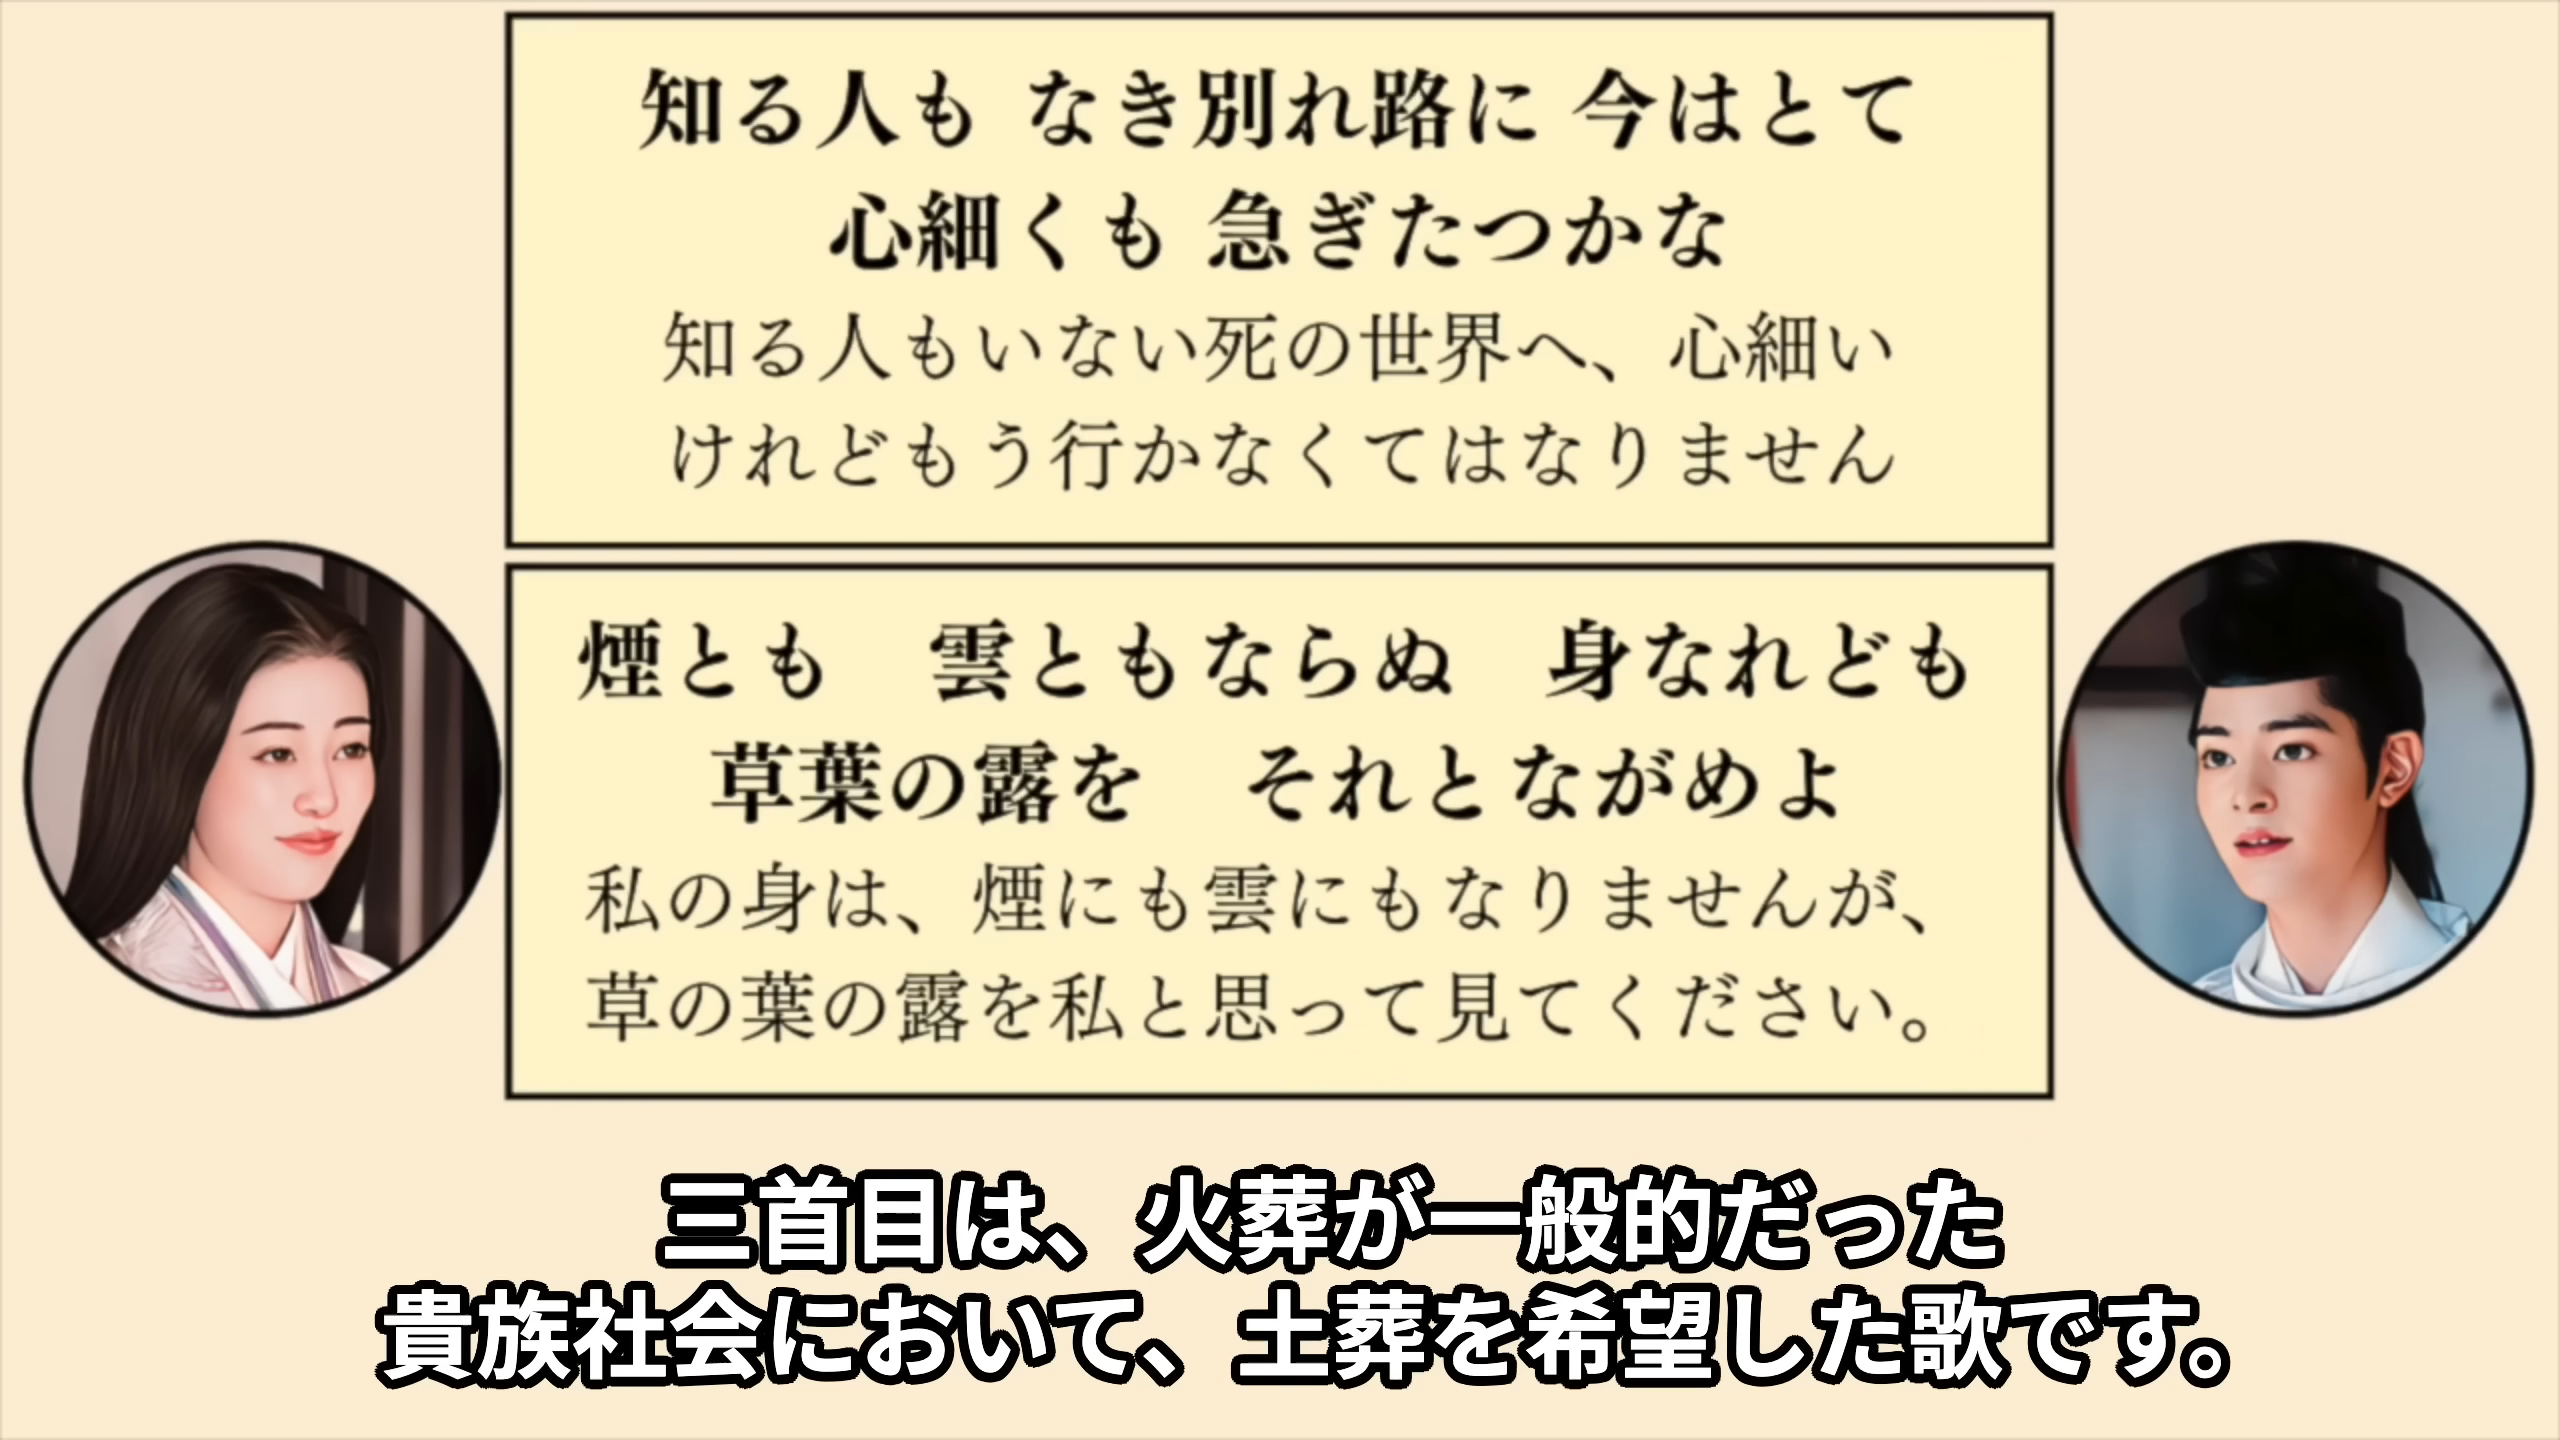 知る人も なき別れ路に 今はとて
心細くも 急ぎたつかな
知る人もいない死の世界へ、心細い
けれどもう行かなくてはなりません
煙とも　雲ともならぬ　身なれども
草葉の露を　それとながめよ
私の身は、煙にも雲にもなりませんが、
草の葉の露を私と思って見てください。
三首目は、火葬が一般的だった
貴族社会において、土葬を希望した歌です。